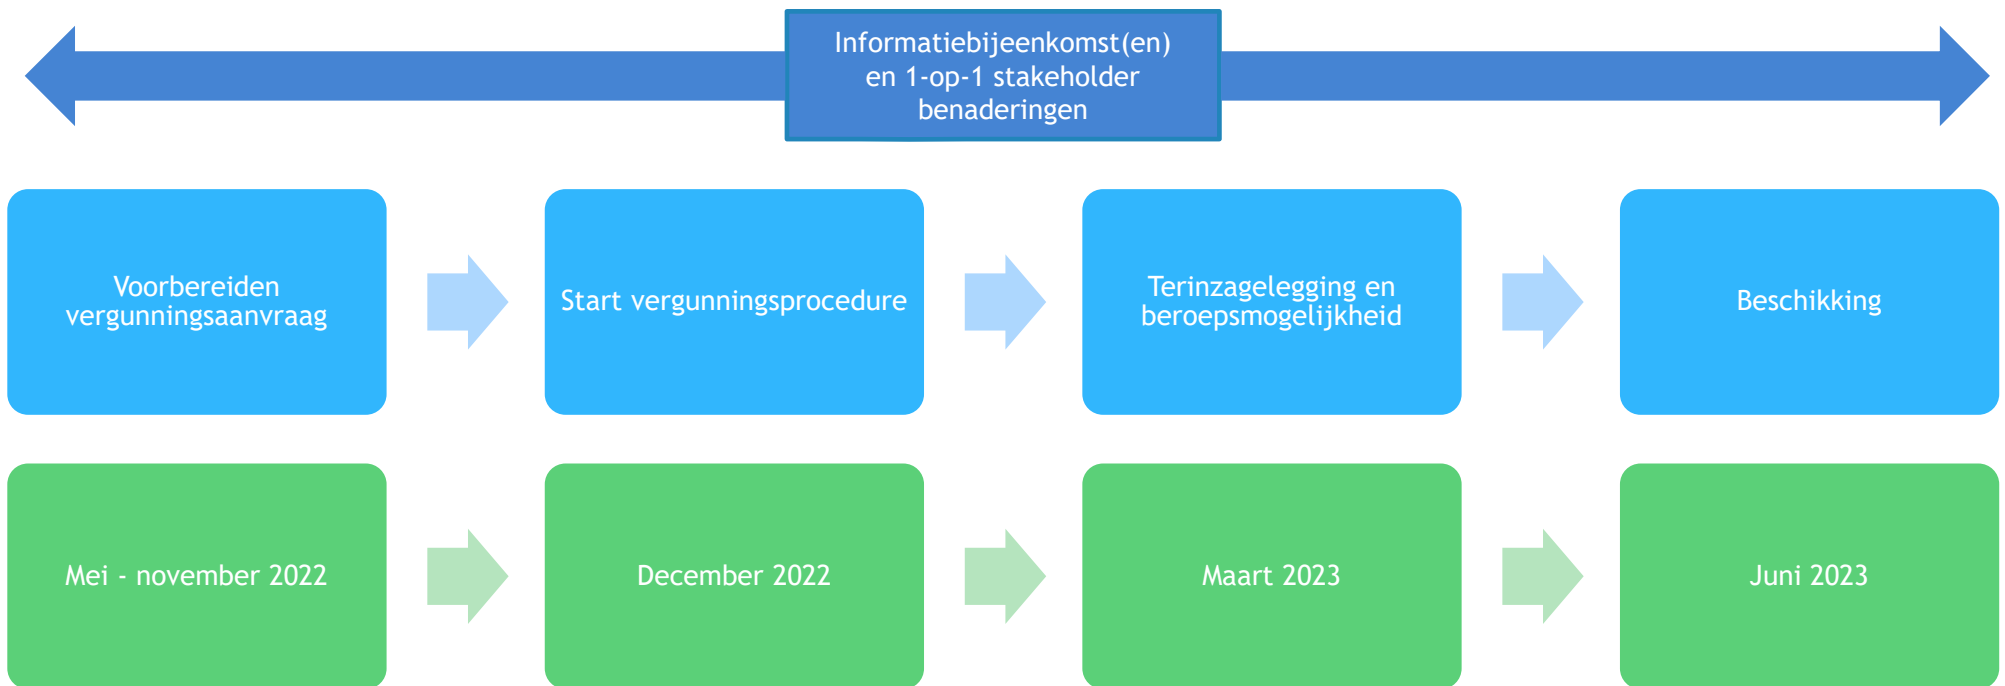 Informatiebijeenkomst(en)
en 1-op-1 stakeholder
benaderingen
Voorbereiden
vergunningsaanvraag
Start vergunningsprocedure
Terinzagelegging en
beroepsmogelijkheid
Beschikking
Mei - november 2022
December 2022
Maart 2023
Juni 2023